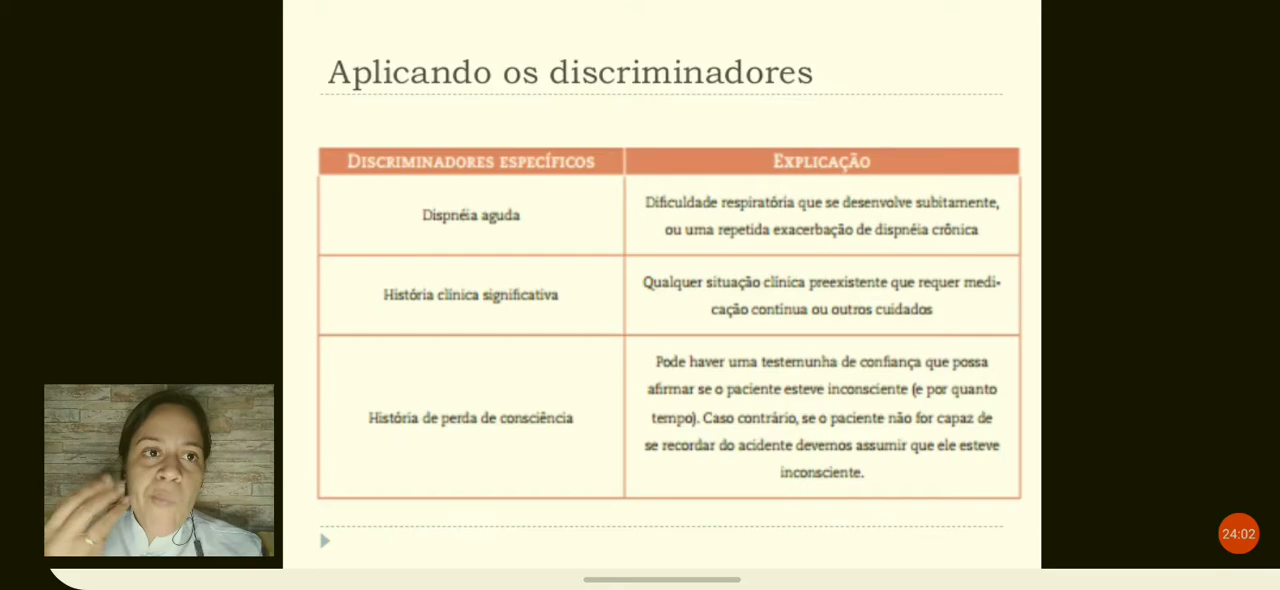 Aplicando os discriminadores
Discriminadores específicos
Explicação
Dispnéia aguda
Dificuldade respiratória que se desenvolve subitamente,
ou uma repetida exacerbação de dispnéia crônica
História clínica significativa
Qualquer situação clínica preexistente que requer medi-
cação contínua ou outros cuidados
História de perda de consciência
Pode haver uma testemunha de confiança que possa
afirmar se o paciente esteve inconsciente (e por quanto
tempo). Caso contrário, se o paciente não for capaz de
se recordar do acidente devemos assumir que ele esteve
inconsciente.
24:02